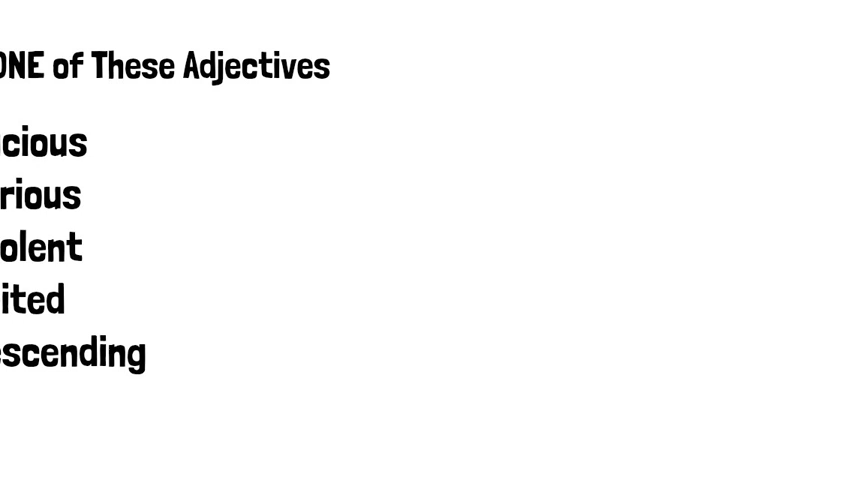 ONE of These Adjectives
cious
rious
olent
ited
escending